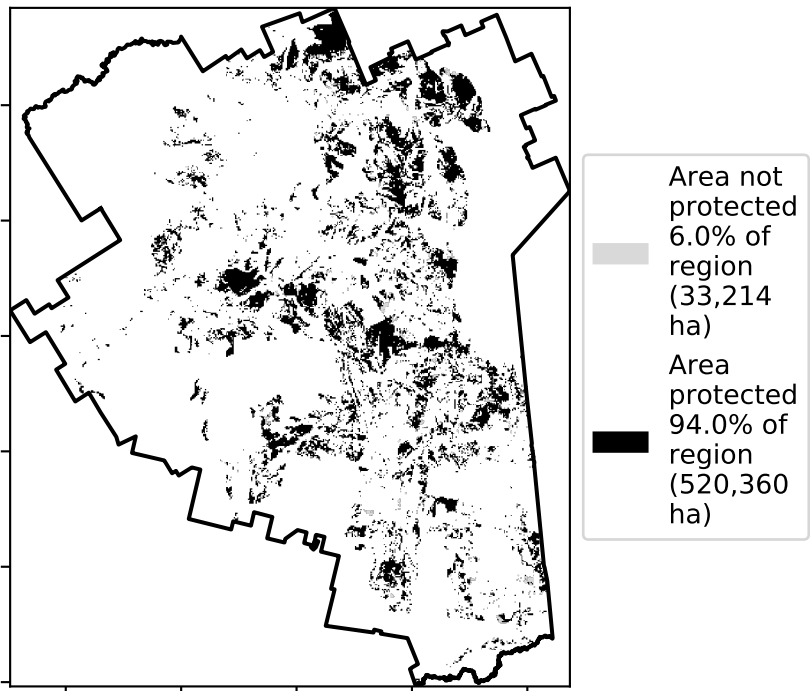 Area not
protected
6.0% of
region
(33,214
ha)
Area
protected
94.0% of
region
(520,360
ha)